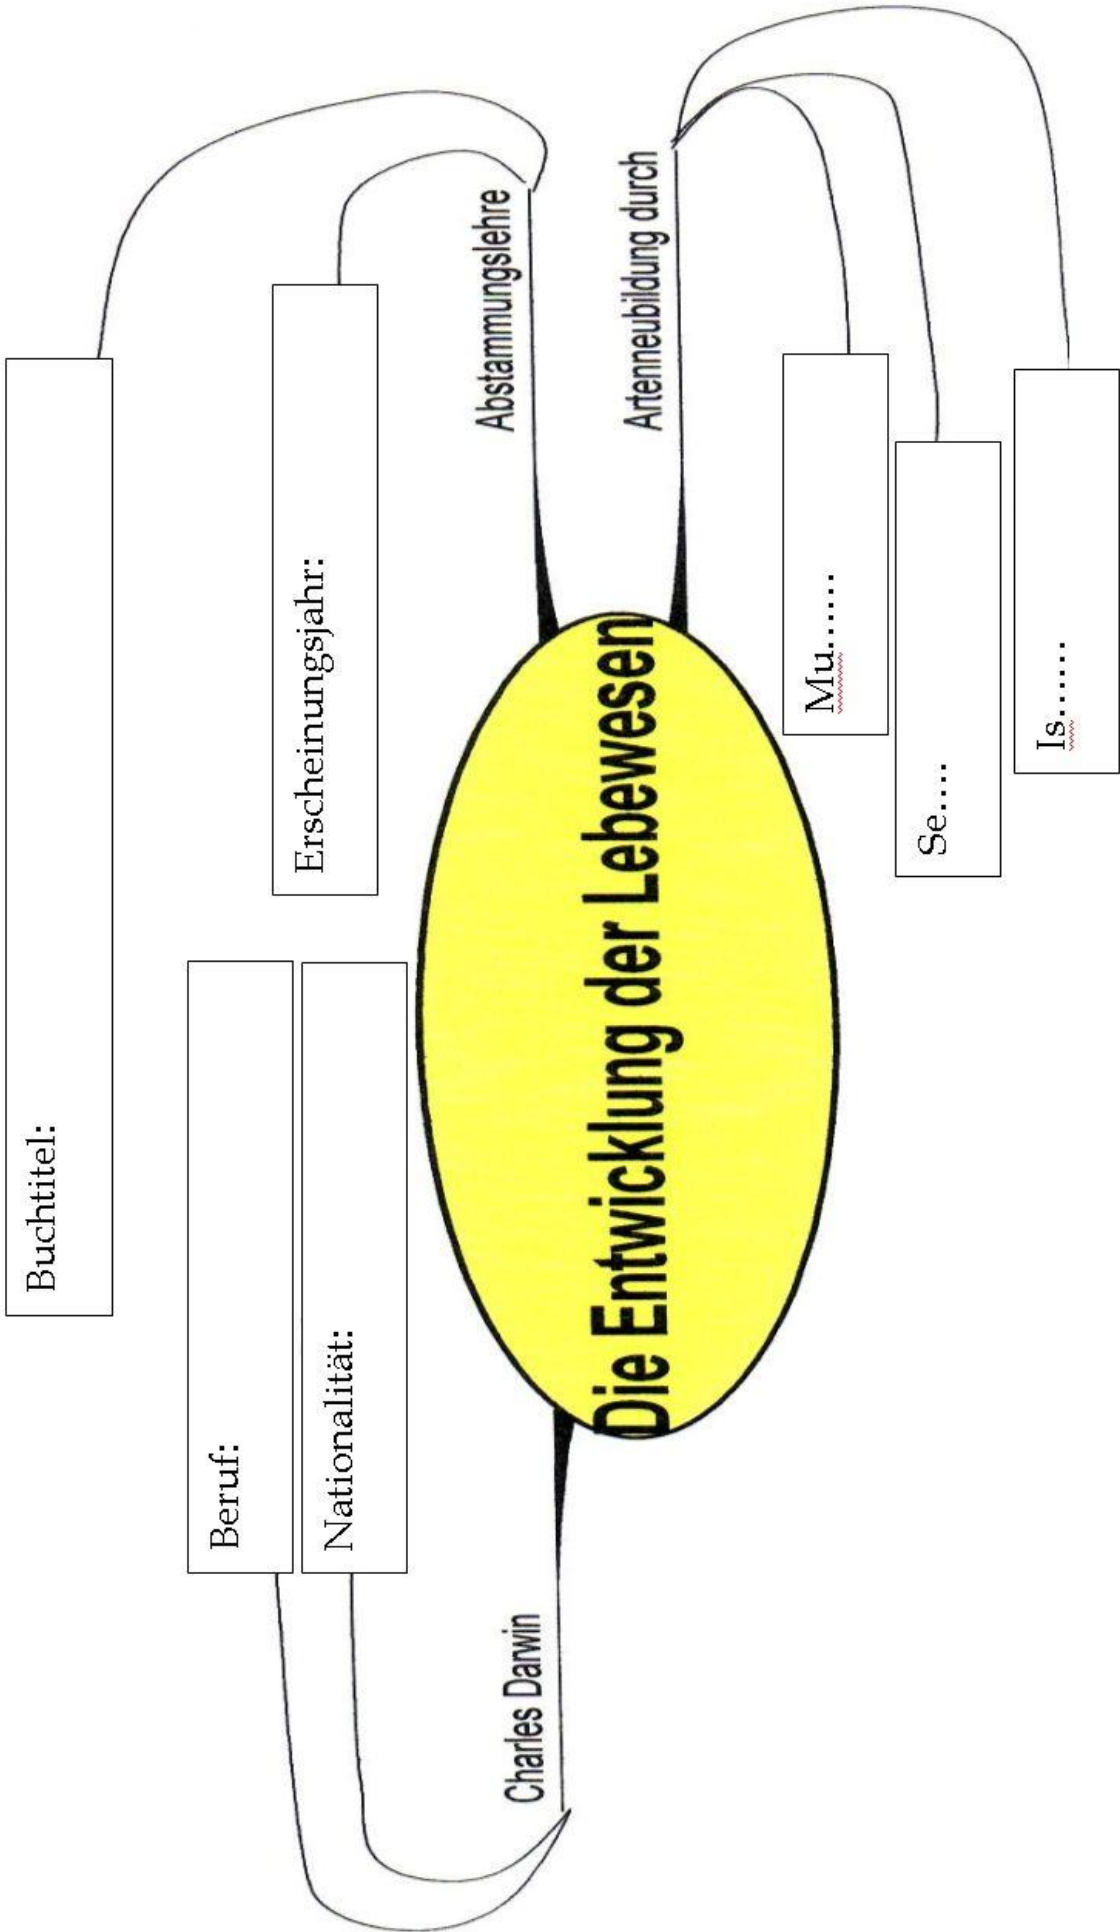 Buchtitel:
Beruf:
Erscheinungsjahr:
Nationalität:
Abstammungslehre
Charles Darwin
Die Entwicklung der Lebewesen
Artenneubildung durch
Mu......
Se....
Is.......